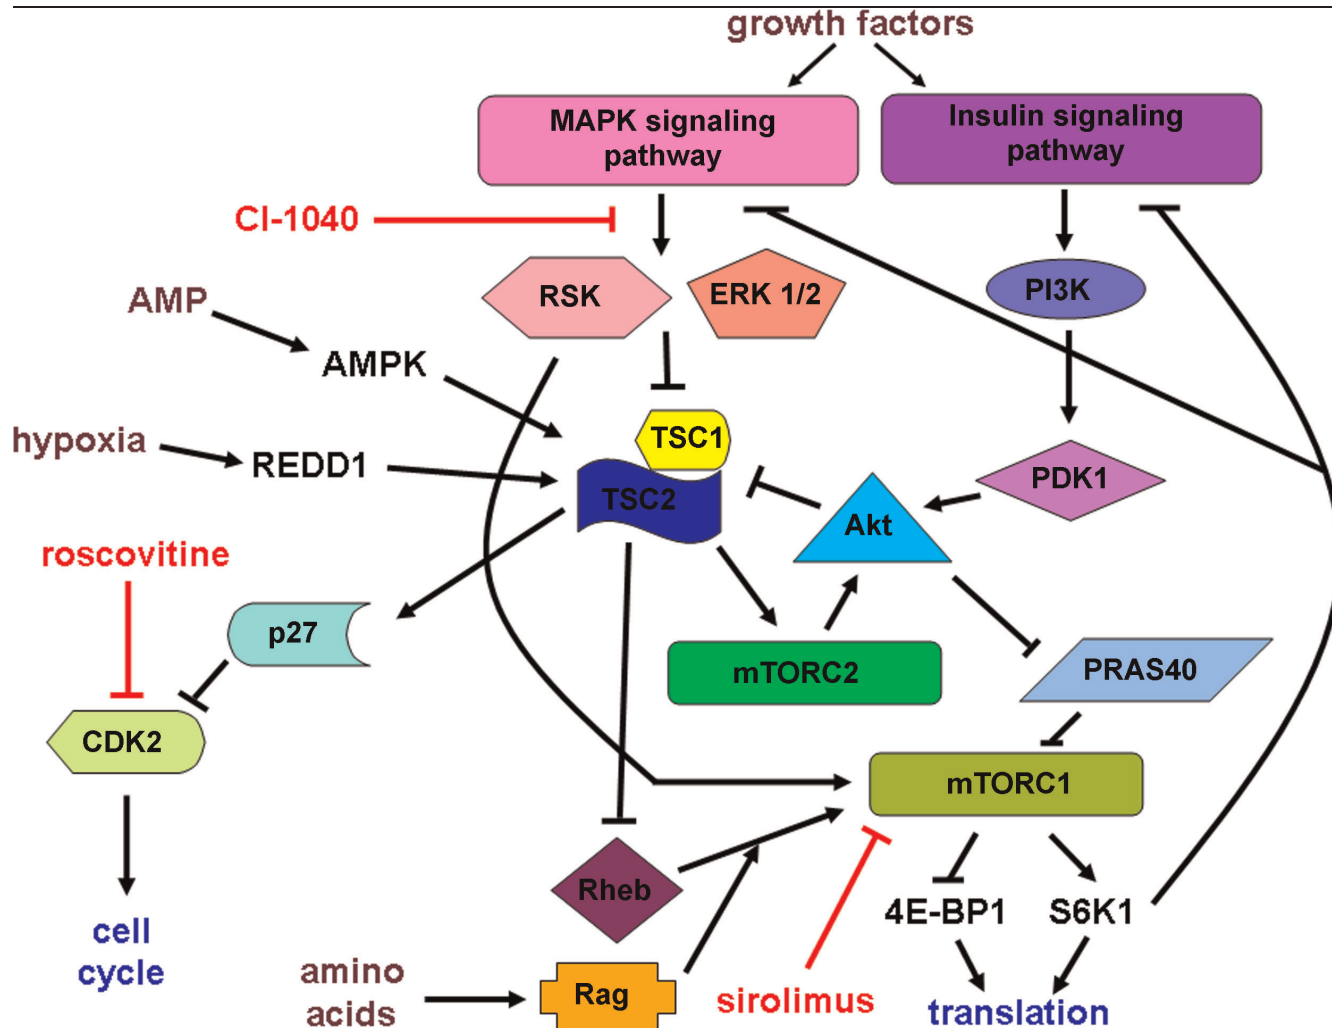 growth factors
MAPK signaling
pathway
Insulin signaling
pathway
CI-1040
RSK
ERK 1/2
PI3K
AMP
AMPK
TSC1
hypoxia
REDD1
TSC2
PDK1
Akt
roscovitine
p27
mTORC2
PRAS40
CDK2
mTORC1
Rheb
4E-BP1
S6K1
cell
cycle
amino
acids
Rag
sirolimus
translation